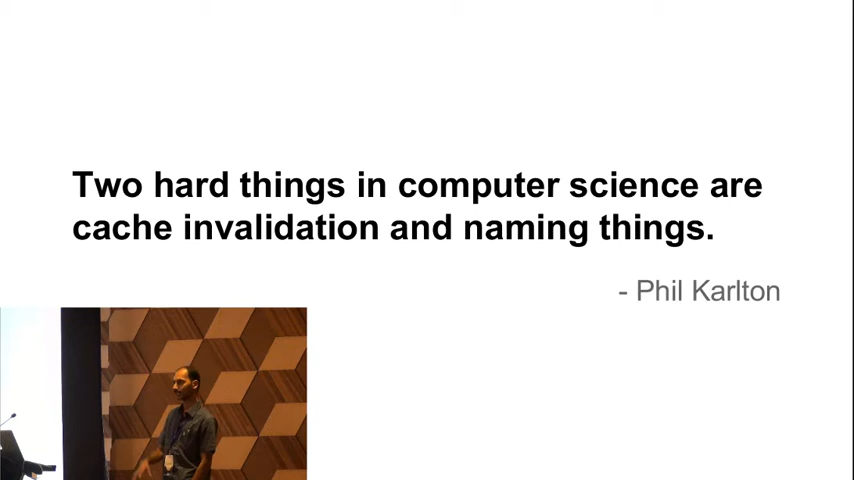 Two hard things in computer science are
cache invalidation and naming things.
- Phil Karlton